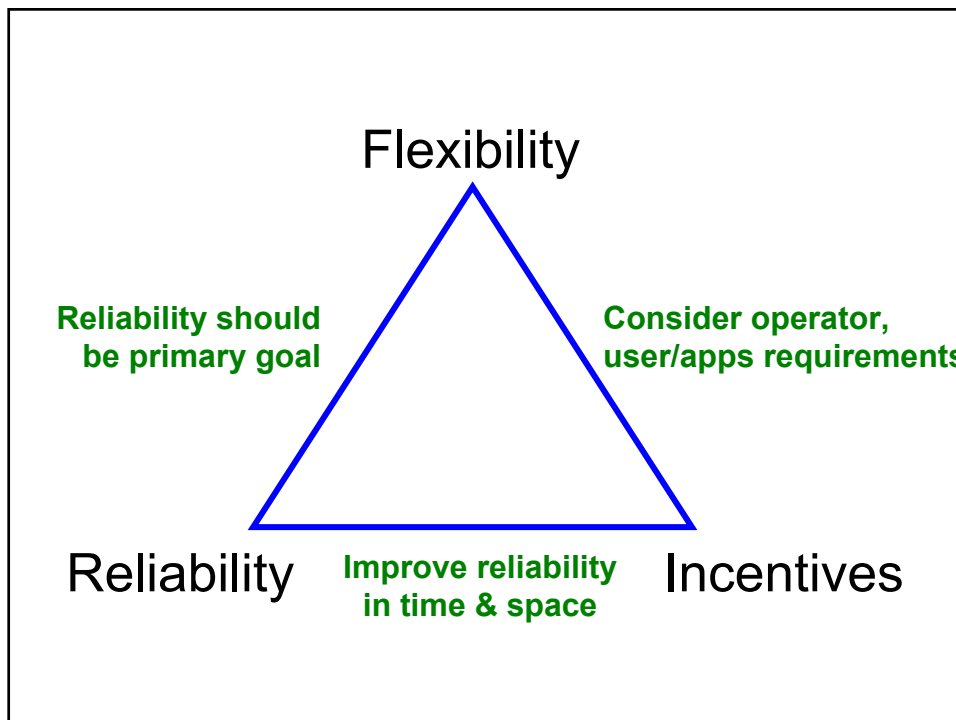 Flexibility
Reliability should
be primary goal
Consider operator,
user/apps requirements
Reliability
Improve reliability
in time & space
Incentives